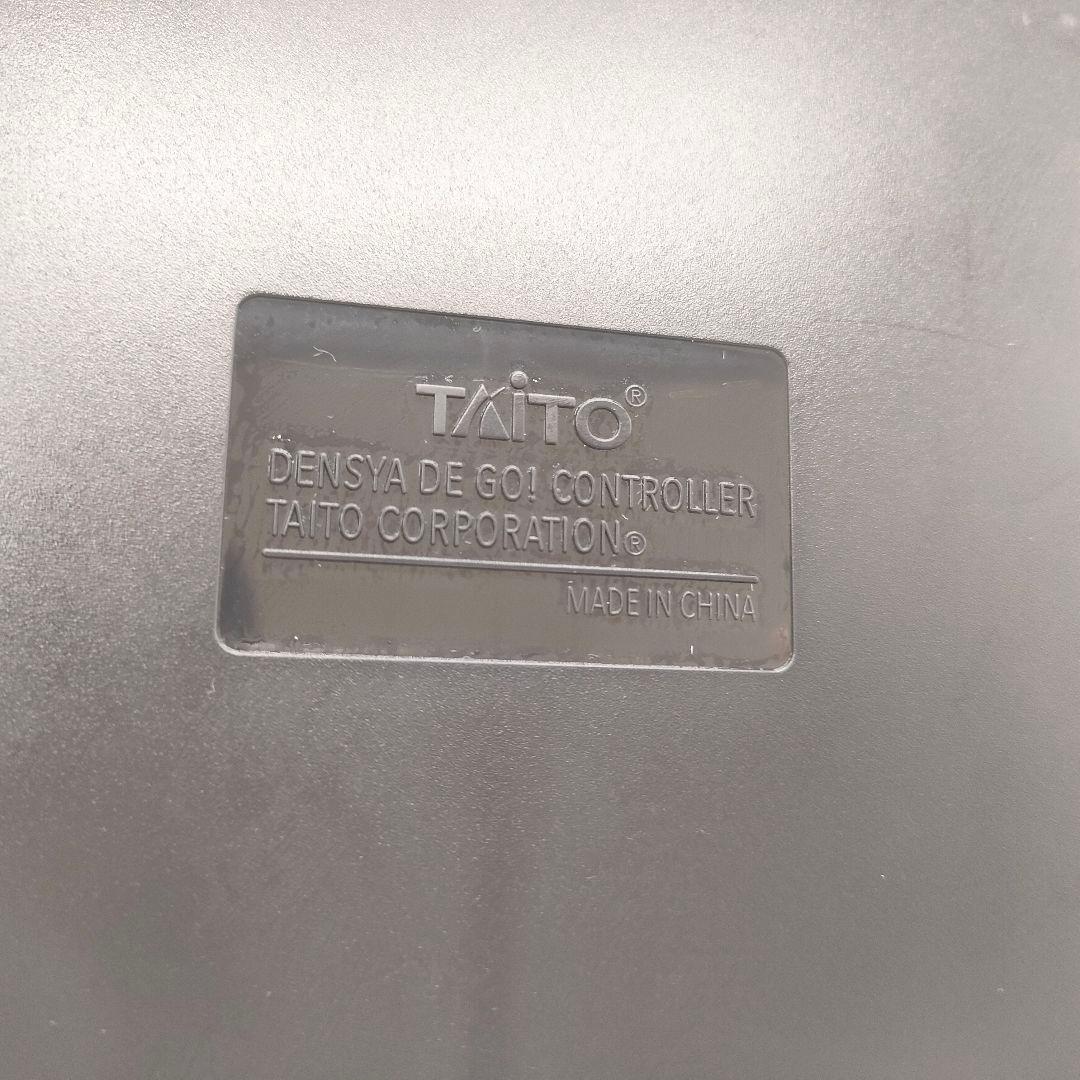 TAiTO®
DENSYA DE GO! CONTROLLER
TAITO CORPORATION®
MADE IN CHINA